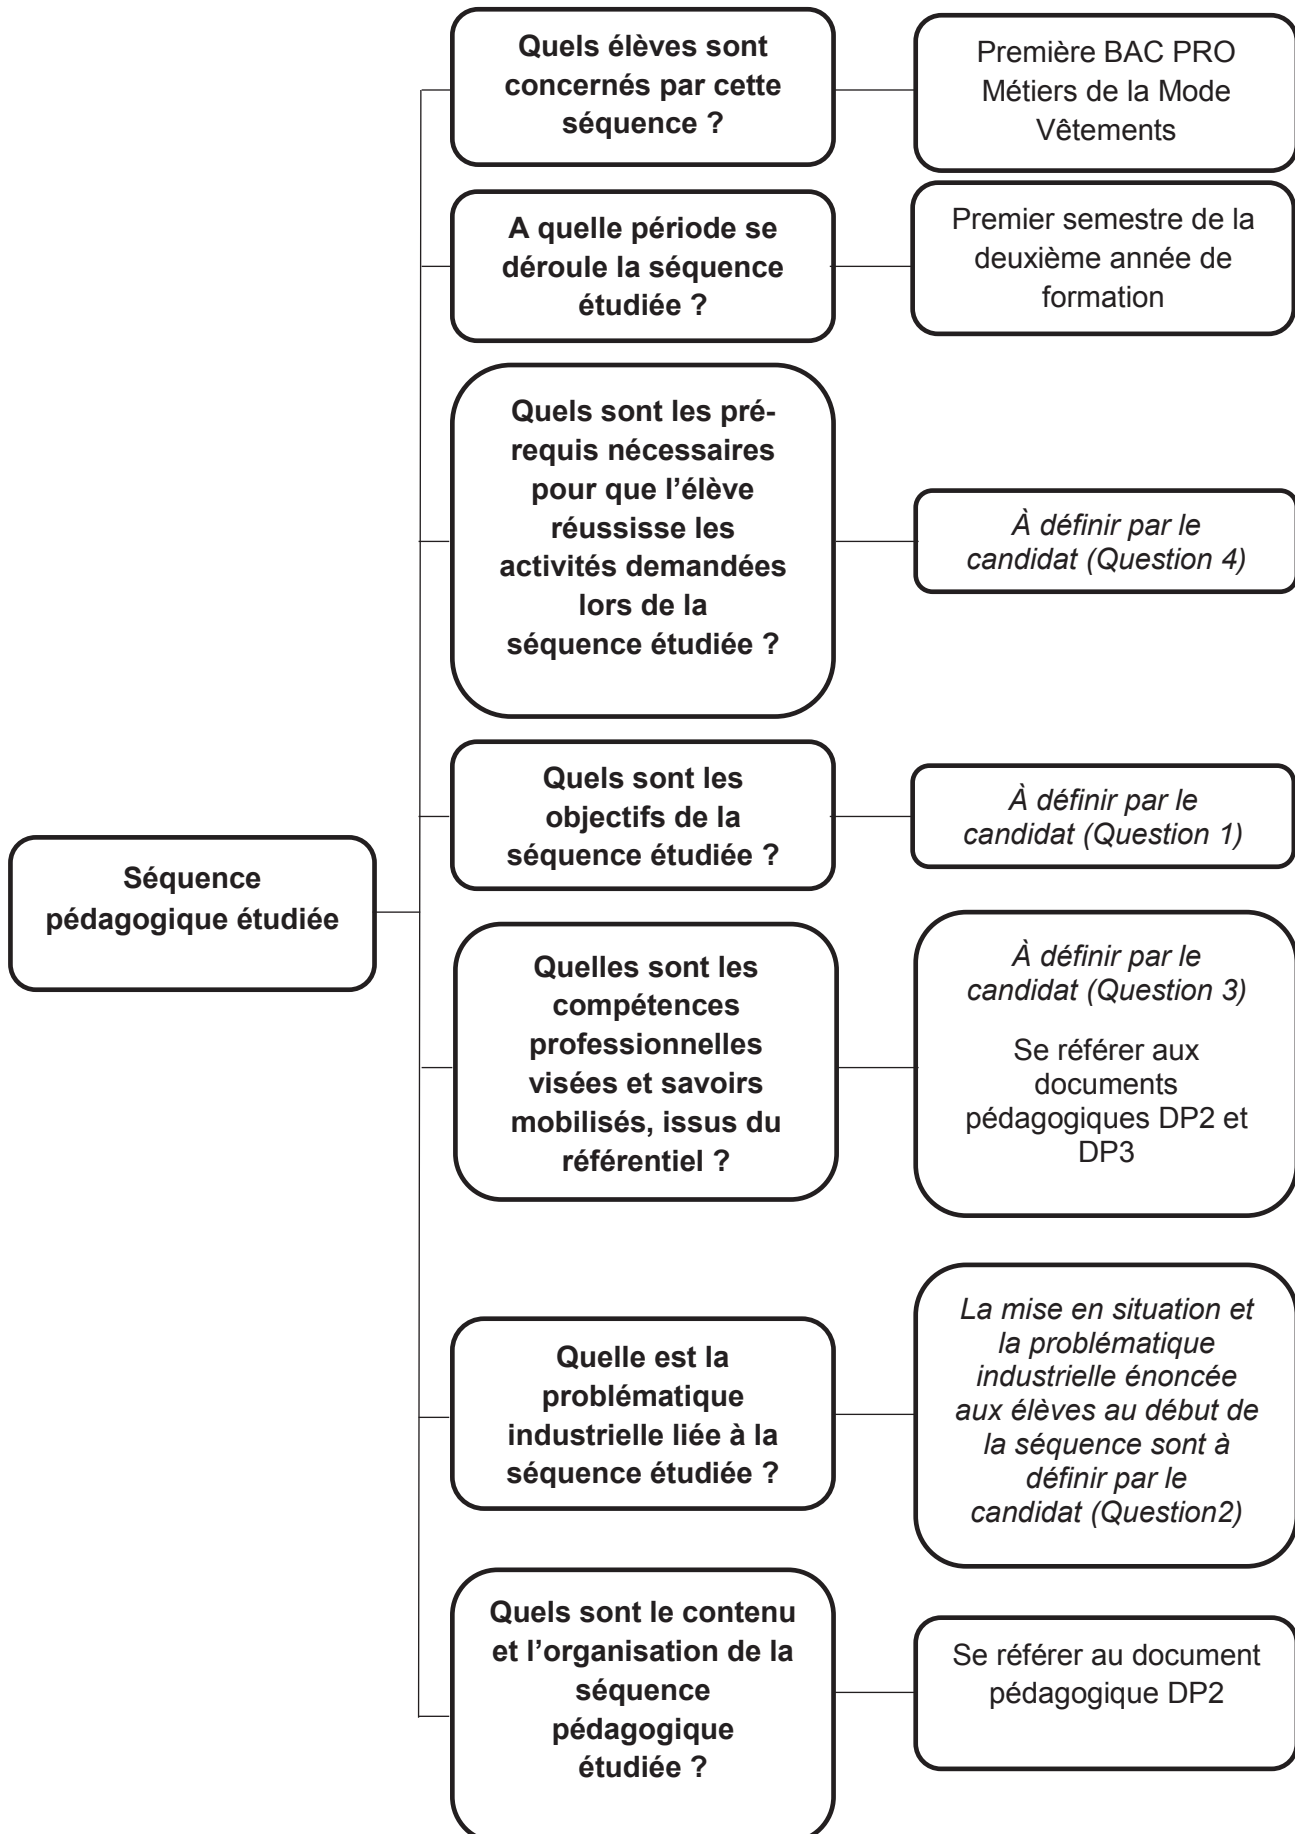 Quels élèves sont
concernés par cette
séquence ?
Première BAC PRO
Métiers de la Mode
Vêtements
A quelle période se
déroule la séquence
étudiée ?
Premier semestre de la
deuxième année de
formation
Quels sont les pré-
requis nécessaires
pour que l’élève
réussisse les
activités demandées
lors de la
séquence étudiée ?
À définir par le
candidat (Question 4)
Quels sont les
objectifs de la
séquence étudiée ?
À définir par le
candidat (Question 1)
Séquence
pédagogique étudiée
Quelles sont les
compétences
professionnelles
visées et savoirs
mobilisés, issus du
référentiel ?
À définir par le
candidat (Question 3)
Se référer aux
documents
pédagogiques DP2 et
DP3
Quelle est la
problématique
industrielle liée à la
séquence étudiée ?
La mise en situation et
la problématique
industrielle énoncée
aux élèves au début de
la séquence sont à
définir par le
candidat (Question2)
Quels sont le contenu
et l’organisation de la
séquence
pédagogique
étudiée ?
Se référer au document
pédagogique DP2